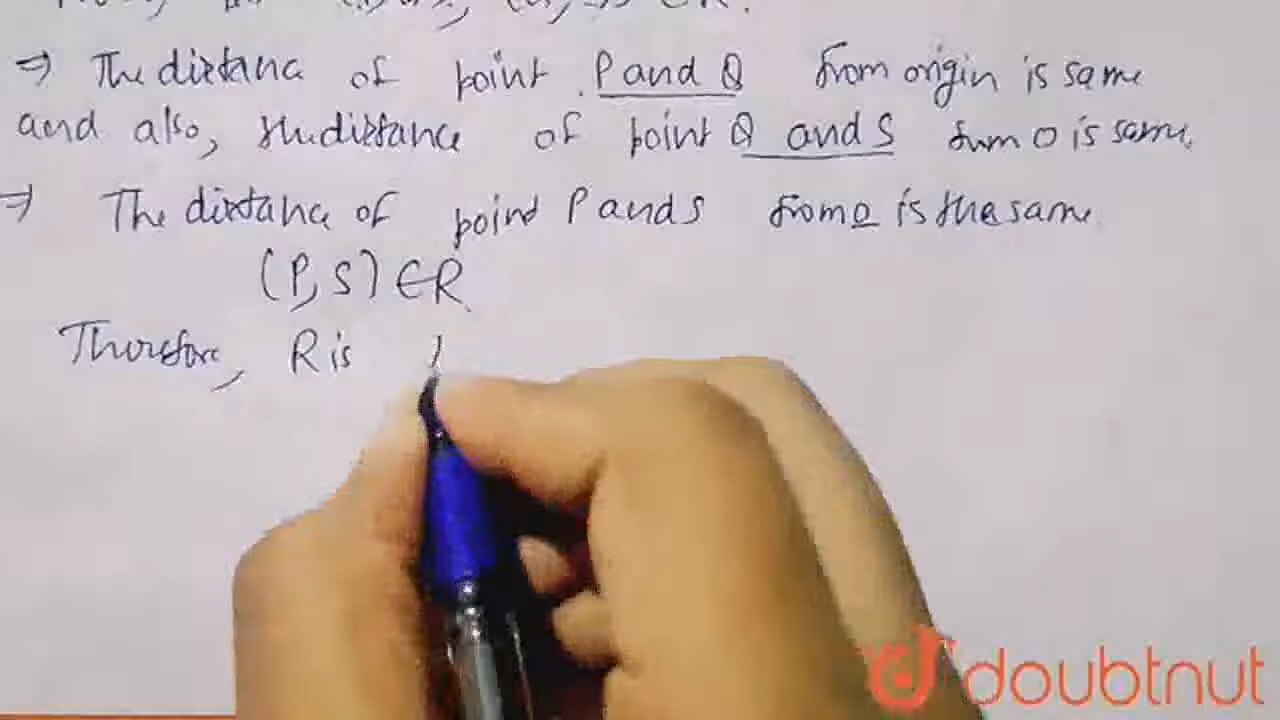 ⇒ The distance of point P and Q from origin is same
and also, the distance of point Q and S from O is same.
⇒ The distance of point P and S from O is the same
(P, S) ∈ R
Therefore, R is
doubtnut